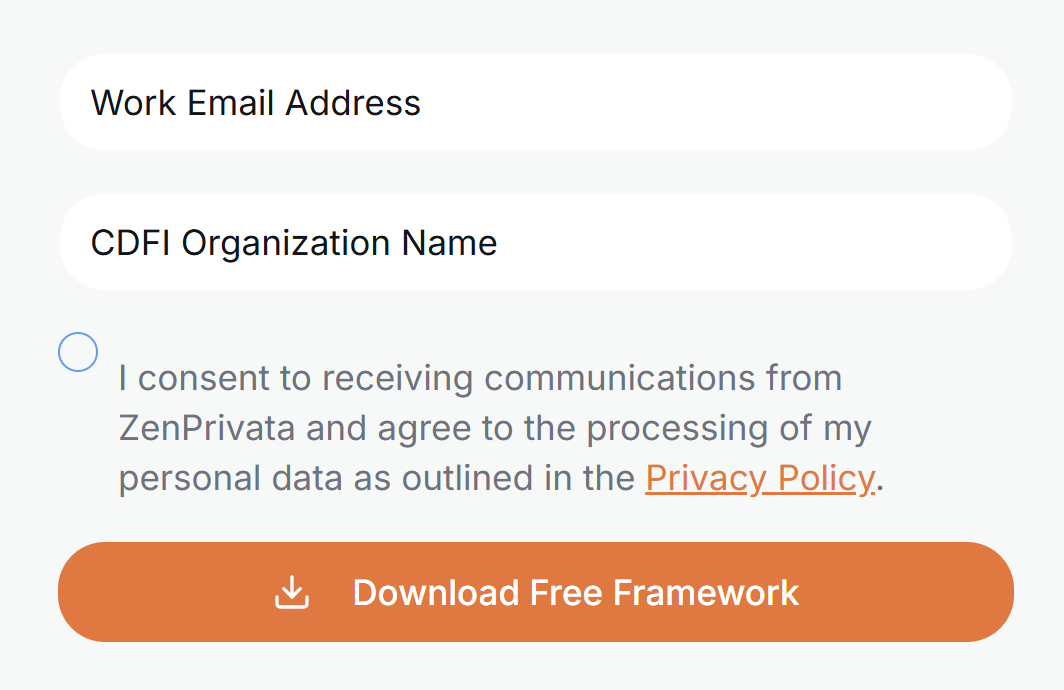 Work Email Address
CDFI Organization Name
I consent to receiving communications from
ZenPrivata and agree to the processing of my
personal data as outlined in the Privacy Policy.
Download Free Framework